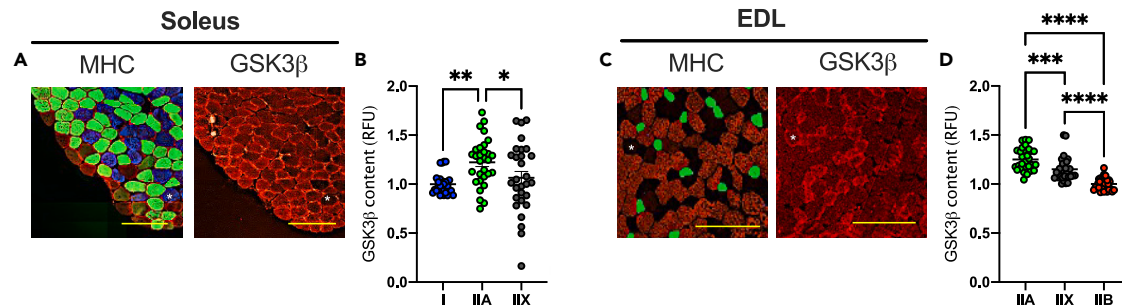 Soleus
A
MHC
GSK3β
*
*
B
GSK3β content (RFU)
2.0
1.5
1.0
0.5
0.0
**
*
I
IIA
IIX
EDL
C
MHC
GSK3β
*
*
D
GSK3β content (RFU)
2.0
1.5
1.0
0.5
0.0
****
***
****
IIA
IIX
IIB